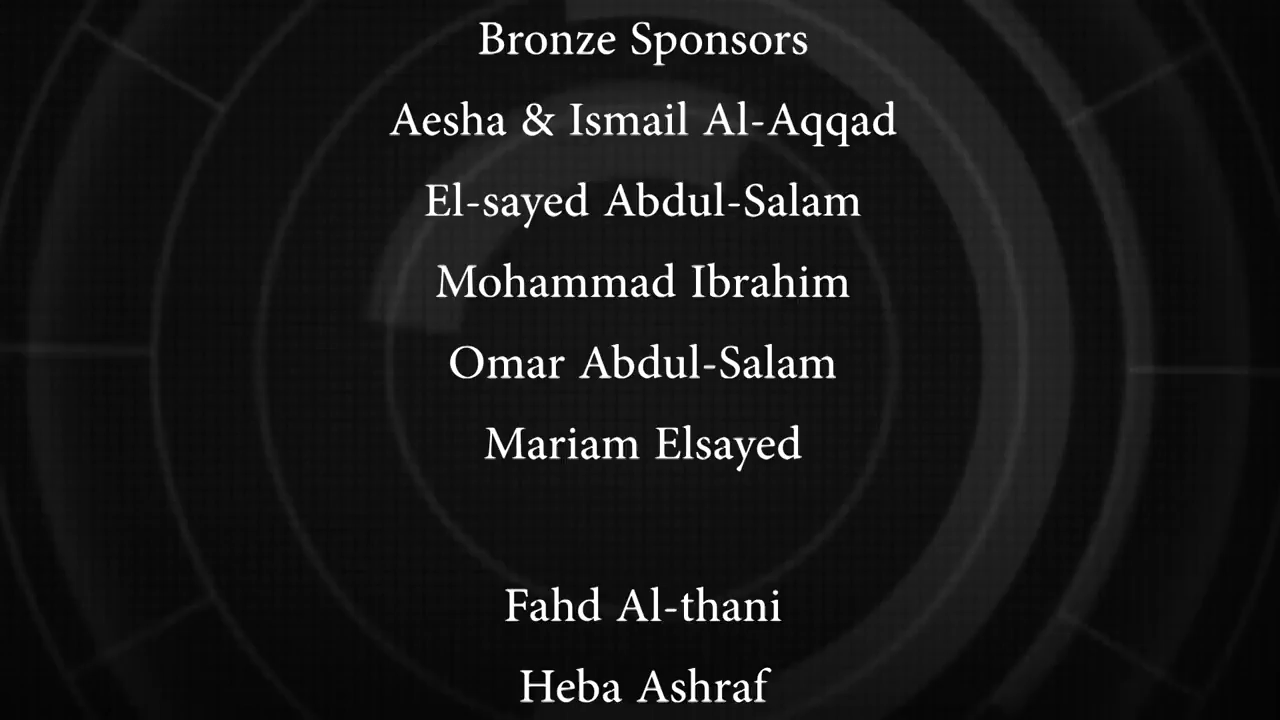 Bronze Sponsors
Aesha & Ismail Al-Aqqad
El-sayed Abdul-Salam
Mohammad Ibrahim
Omar Abdul-Salam
Mariam Elsayed
Fahd Al-thani
Heba Ashraf